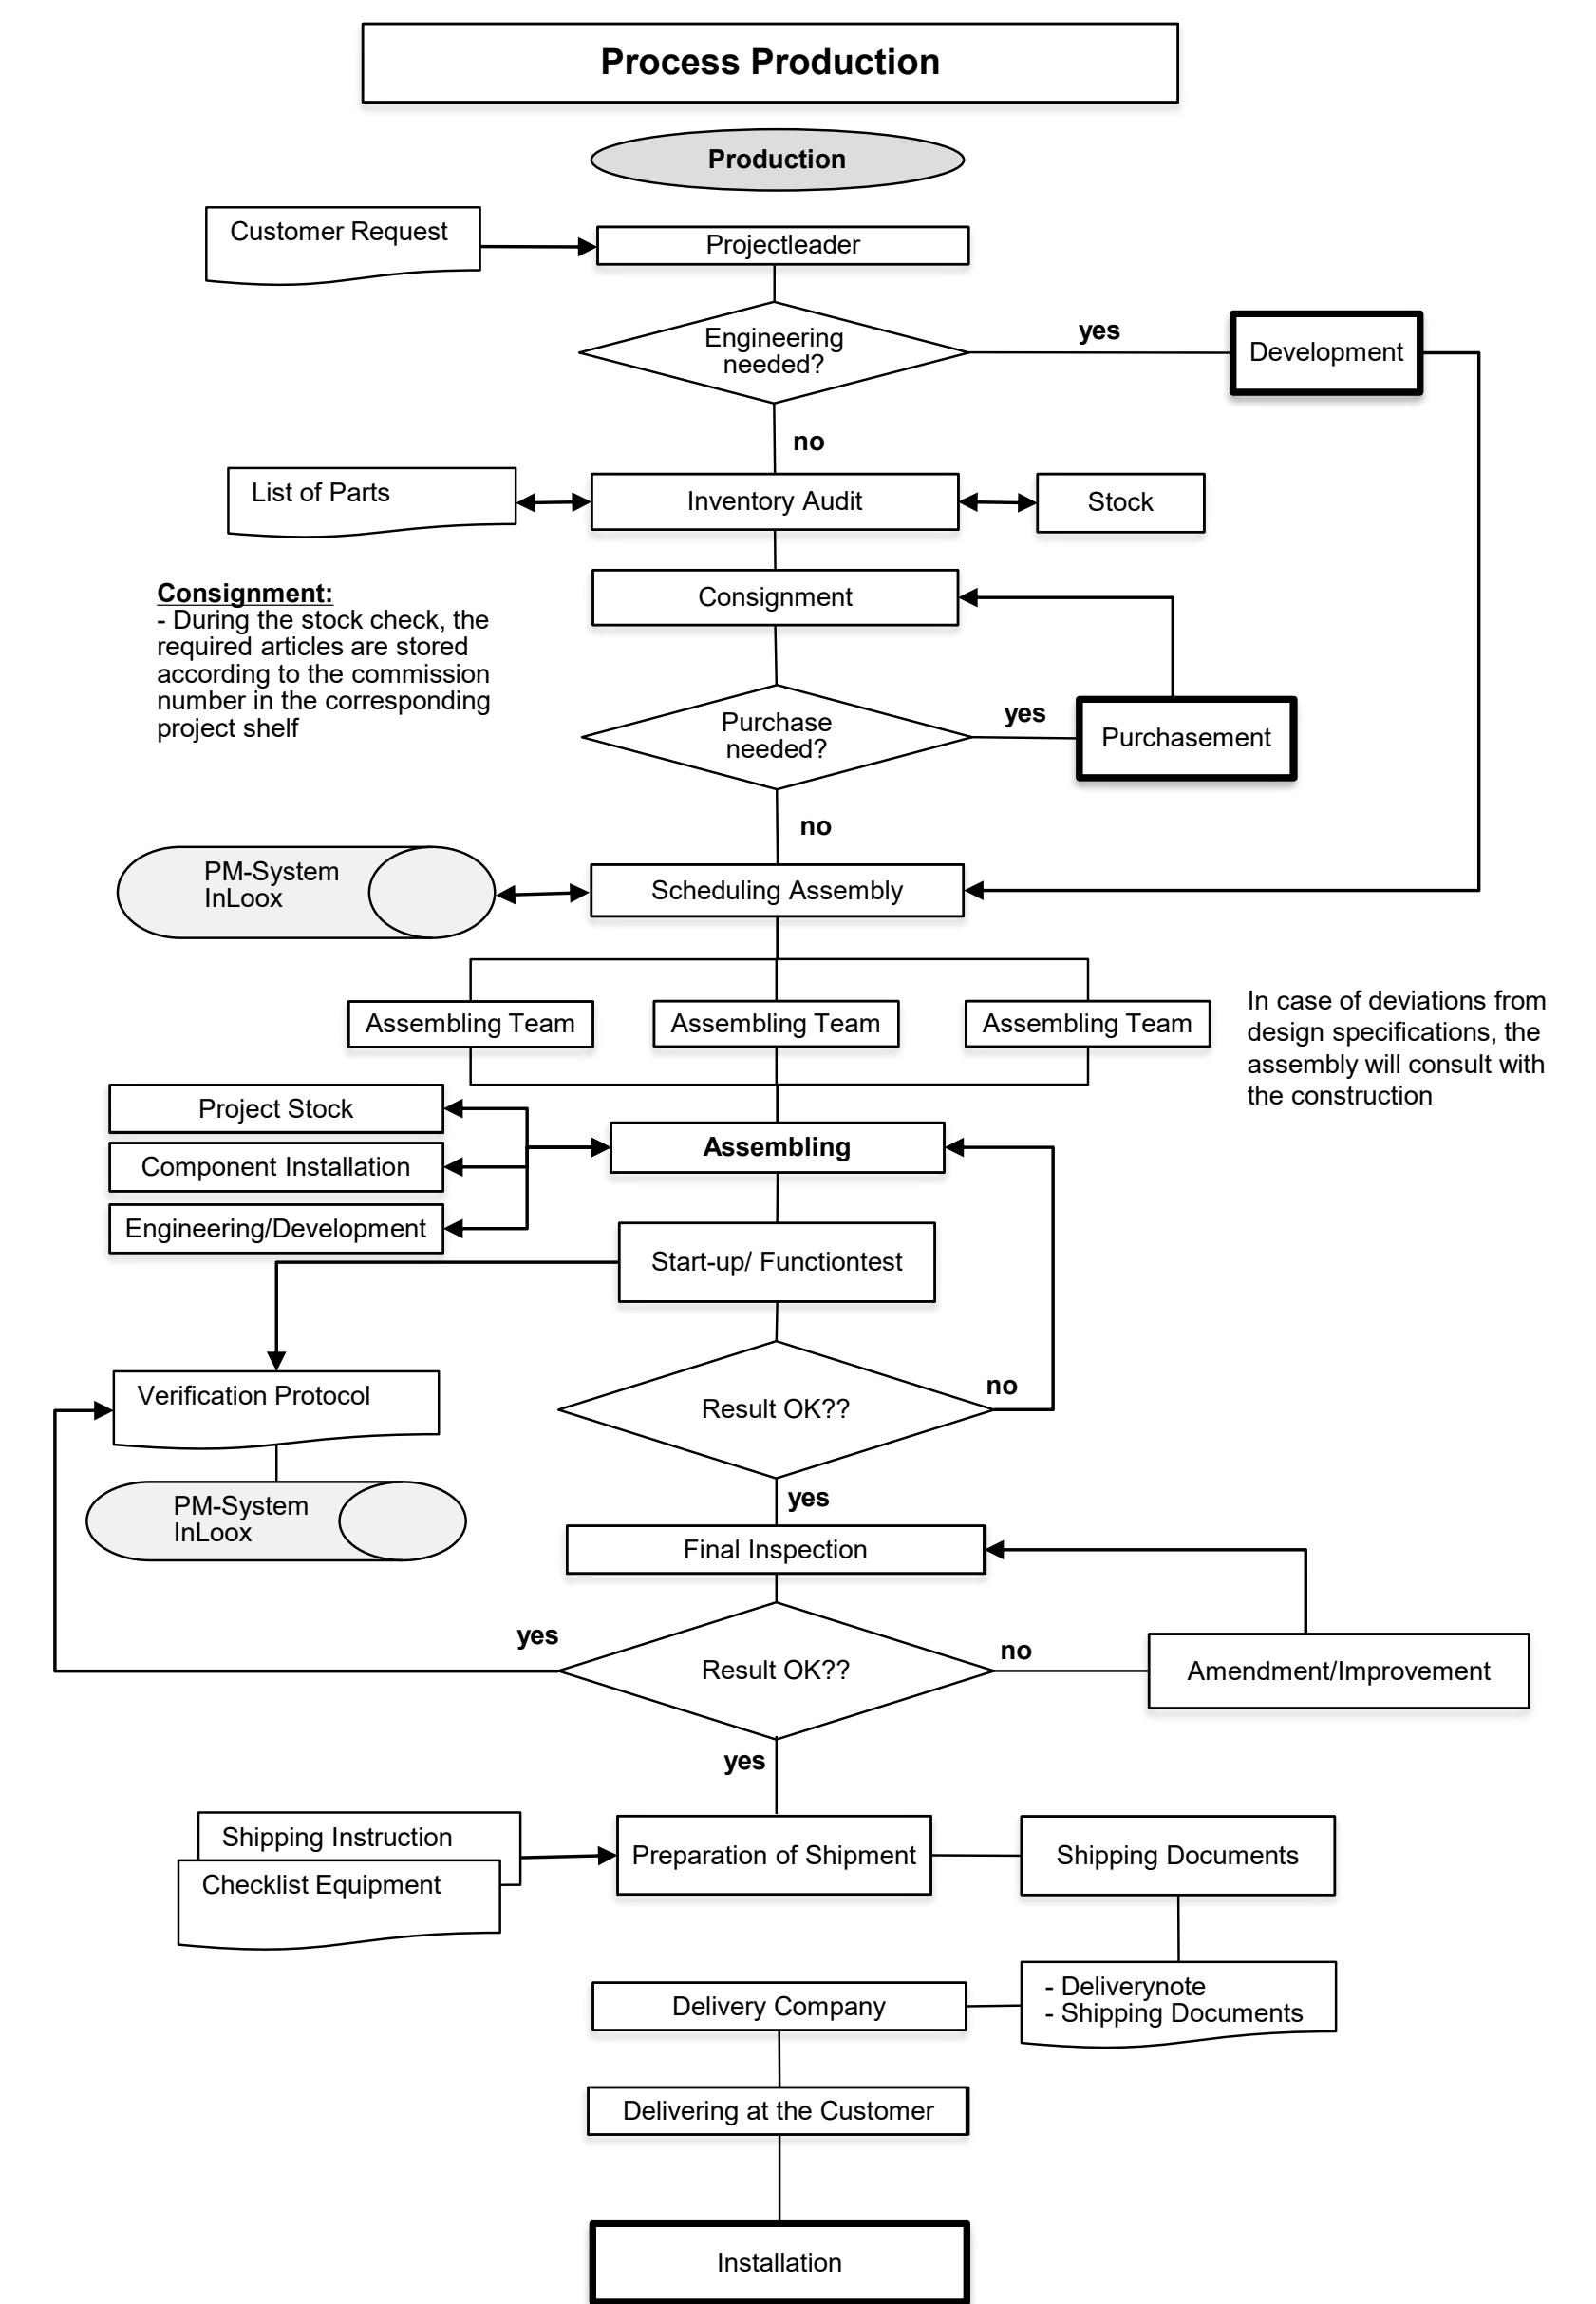 Process Production
Production
Customer Request
Projectleader
Engineering
needed?
yes
Development
no
List of Parts
Inventory Audit
Stock
Consignment:
- During the stock check, the
required articles are stored
according to the commission
number in the corresponding
project shelf
Consignment
Purchase
needed?
yes
Purchasement
no
PM-System
InLoox
Scheduling Assembly
Assembling Team
Assembling Team
Assembling Team
In case of deviations from
design specifications, the
assembly will consult with
the construction
Project Stock
Component Installation
Engineering/Development
Assembling
Start-up/ Functiontest
Verification Protocol
Result OK??
no
PM-System
InLoox
yes
Final Inspection
yes
Result OK??
no
Amendment/Improvement
yes
Shipping Instruction
Checklist Equipment
Preparation of Shipment
Shipping Documents
- Deliverynote
- Shipping Documents
Delivery Company
Delivering at the Customer
Installation